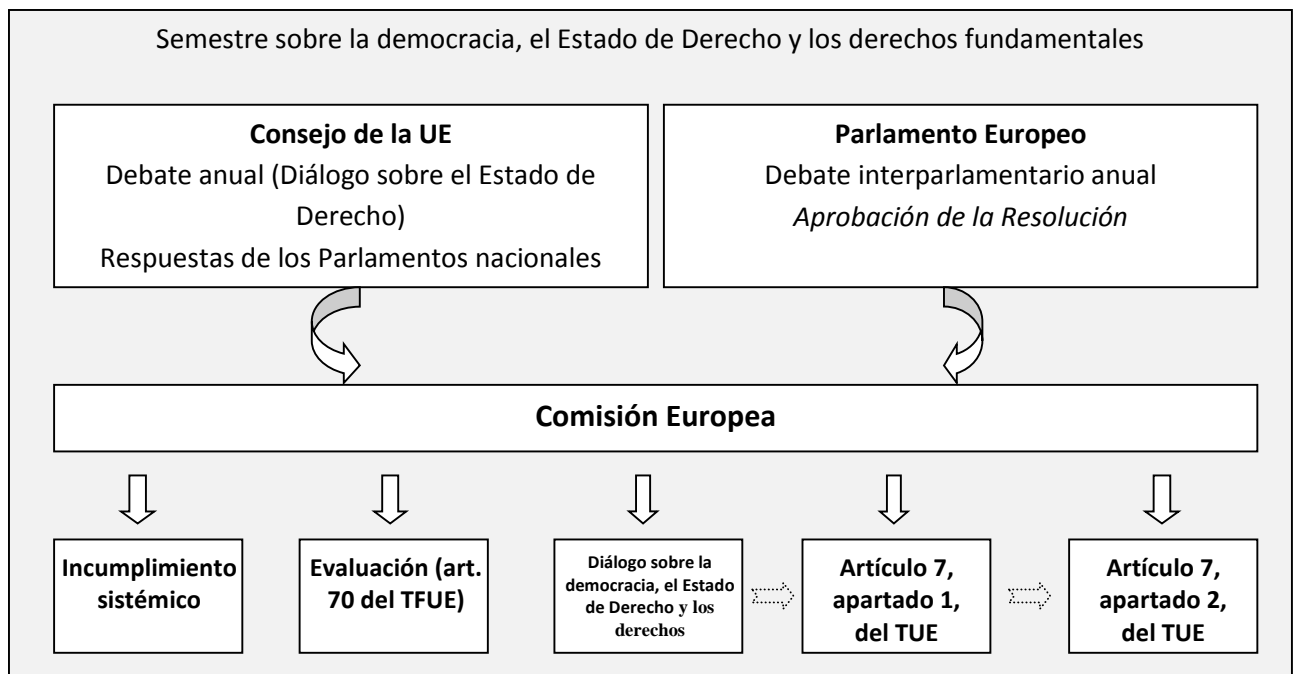 Semestre sobre la democracia, el Estado de Derecho y los derechos fundamentales
Consejo de la UE
Debate anual (Diálogo sobre el Estado de
Derecho)
Respuestas de los Parlamentos nacionales
Parlamento Europeo
Debate interparlamentario anual
Aprobación de la Resolución
Comisión Europea
Incumplimiento
sistémico
Evaluación (art.
70 del TFUE)
Diálogo sobre la
democracia, el Estado
de Derecho y los
derechos
Artículo 7,
apartado 1,
del TUE
Artículo 7,
apartado 2,
del TUE